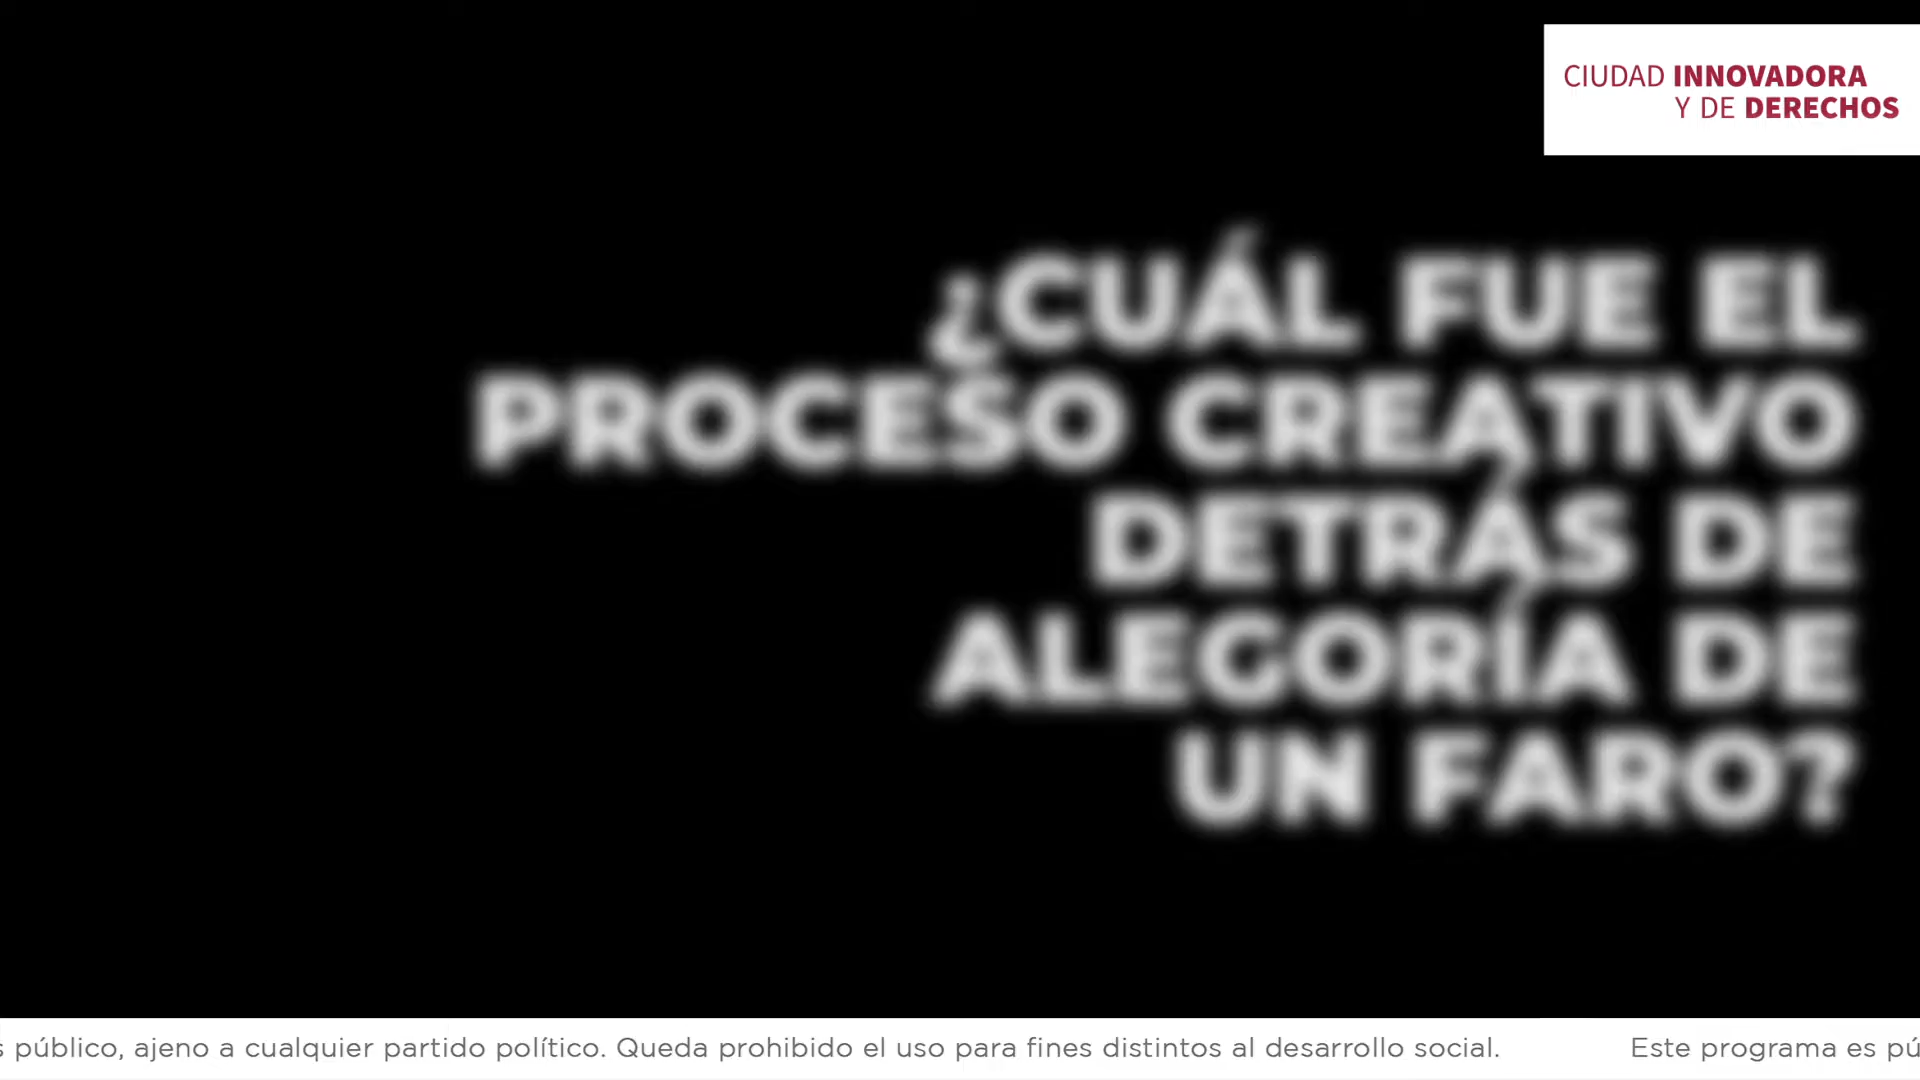 CIUDAD INNOVADORA
Y DE DERECHOS
¿CUÁL FUE EL
PROCESO CREATIVO
DETRÁS DE
ALEGORÍA DE
UN FARO?
s público, ajeno a cualquier partido político. Queda prohibido el uso para fines distintos al desarrollo social. Este programa es pú